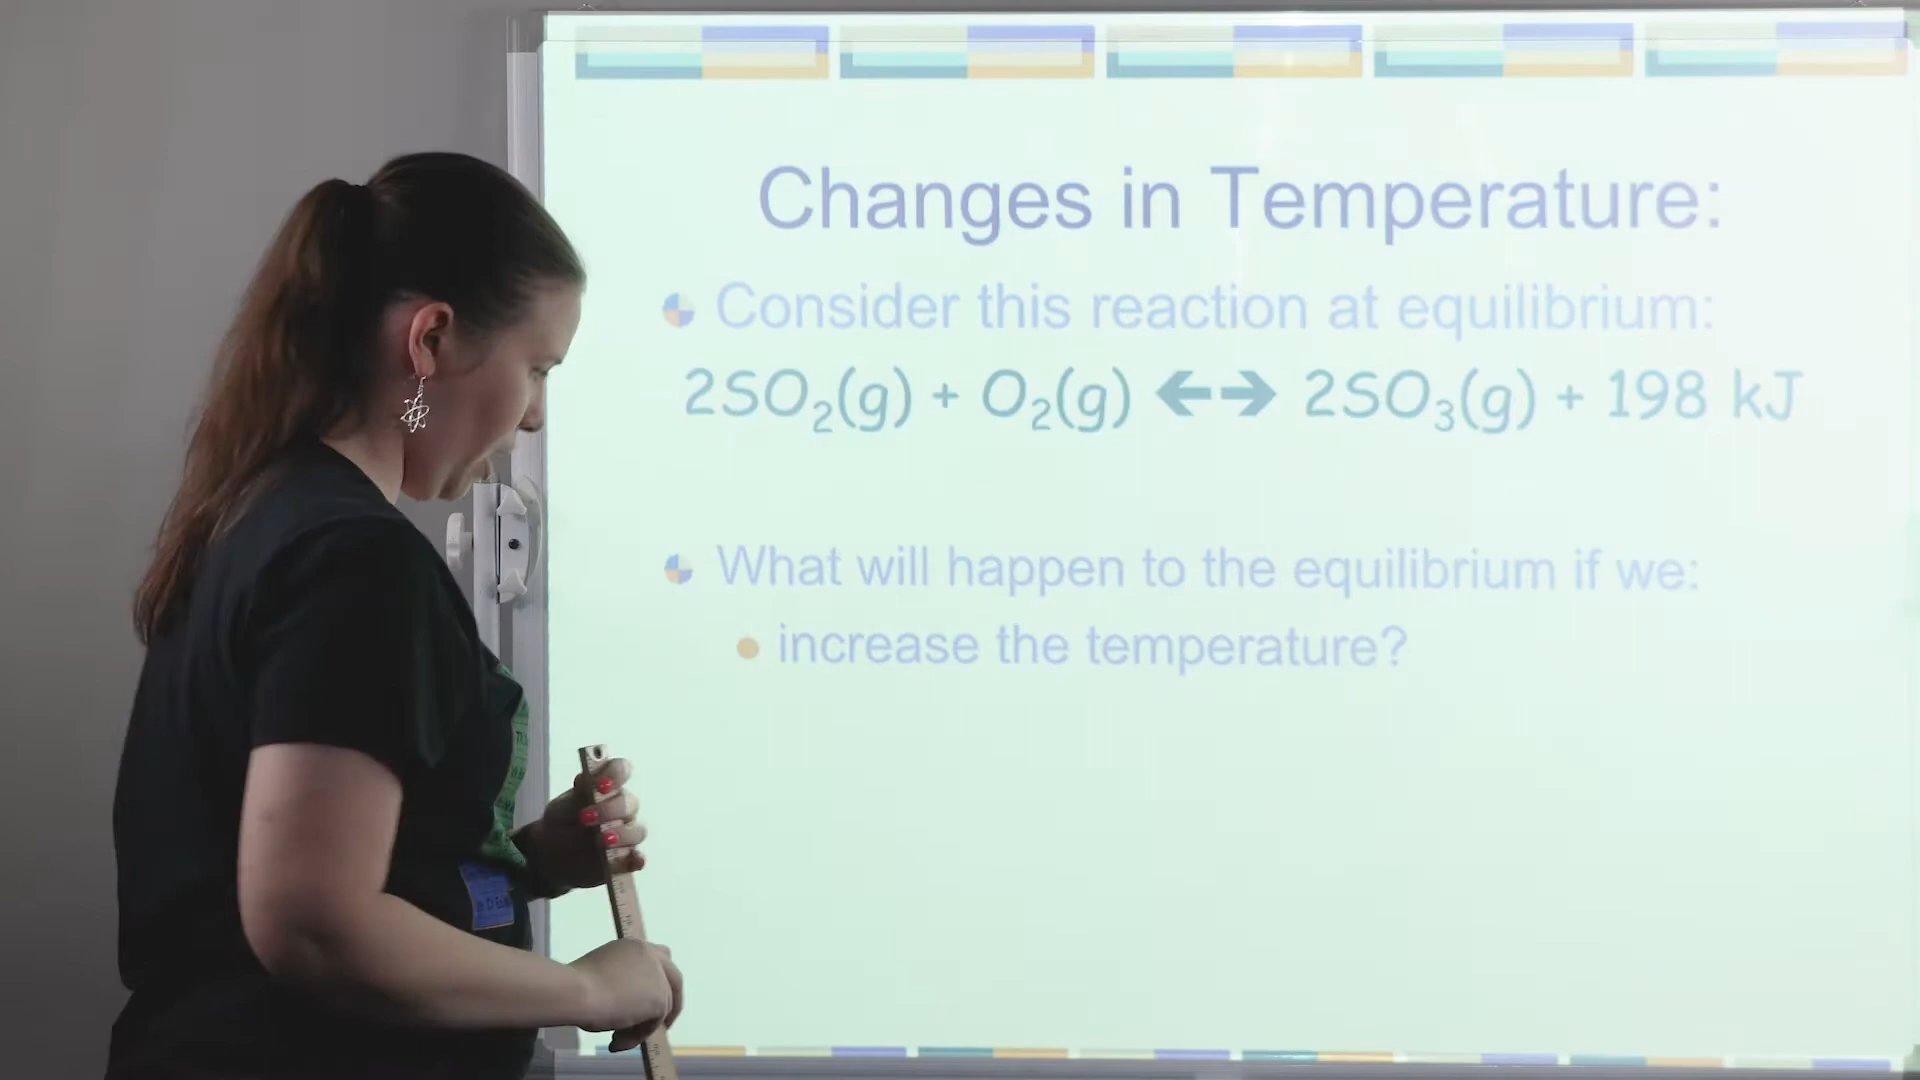 Changes in Temperature:
Consider this reaction at equilibrium:
2SO₂(g) + O₂(g) ←→ 2SO₃(g) + 198 kJ
What will happen to the equilibrium if we:
increase the temperature?